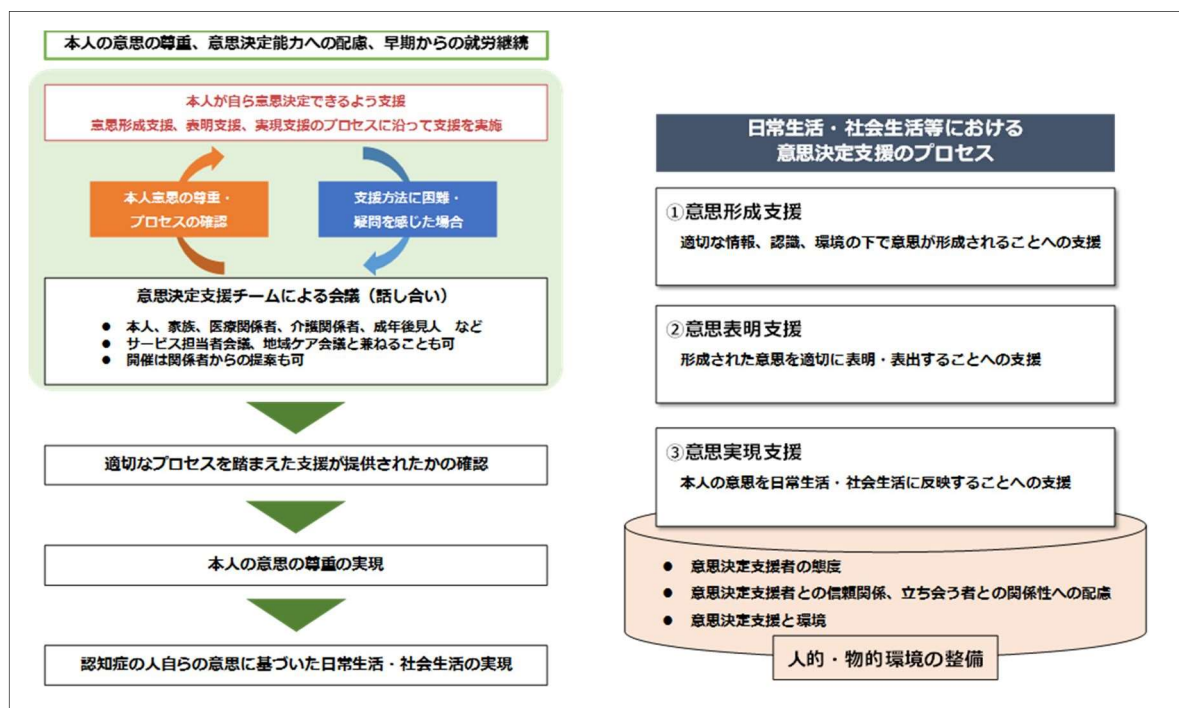 本人の意思の尊重、意思決定能力への配慮、早期からの就労継続
本人が自ら意思決定できるよう支援
意思形成支援、表明支援、実現支援のプロセスに沿って支援を実施
本人意思の尊重・
プロセスの確認
支援方法に困難・
疑問を感じた場合
意思決定支援チームによる会議（話し合い）
● 本人、家族、医療関係者、介護関係者、成年後見人　など
● サービス担当者会議、地域ケア会議と兼ねることも可
● 開催は関係者からの提案も可
適切なプロセスを踏まえた支援が提供されたかの確認
本人の意思の尊重の実現
認知症の人自らの意思に基づいた日常生活・社会生活の実現
日常生活・社会生活等における
意思決定支援のプロセス
①意思形成支援
適切な情報、認識、環境の下で意思が形成されることへの支援
②意思表明支援
形成された意思を適切に表明・表出することへの支援
③意思実現支援
本人の意思を日常生活・社会生活に反映することへの支援
● 意思決定支援者の態度
● 意思決定支援者との信頼関係、立ち会う者との関係性への配慮
● 意思決定支援と環境
人的・物的環境の整備